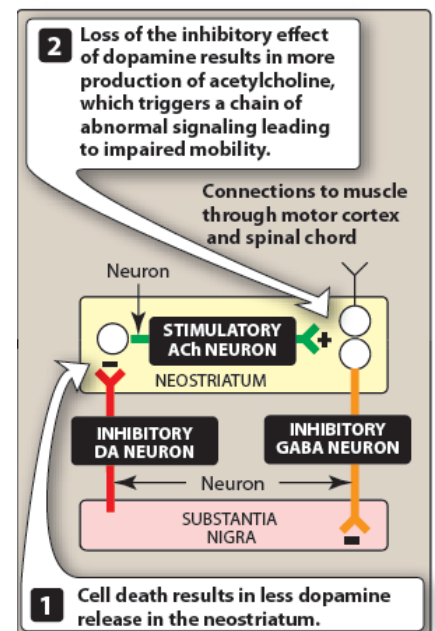 2 Loss of the inhibitory effect
of dopamine results in more
production of acetylcholine,
which triggers a chain of
abnormal signaling leading
to impaired mobility.
Connections to muscle
through motor cortex
and spinal chord
Neuron
STIMULATORY
ACh NEURON
+
-
NEOSTRIATUM
INHIBITORY
DA NEURON
INHIBITORY
GABA NEURON
Neuron
SUBSTANTIA
NIGRA
-
1 Cell death results in less dopamine
release in the neostriatum.